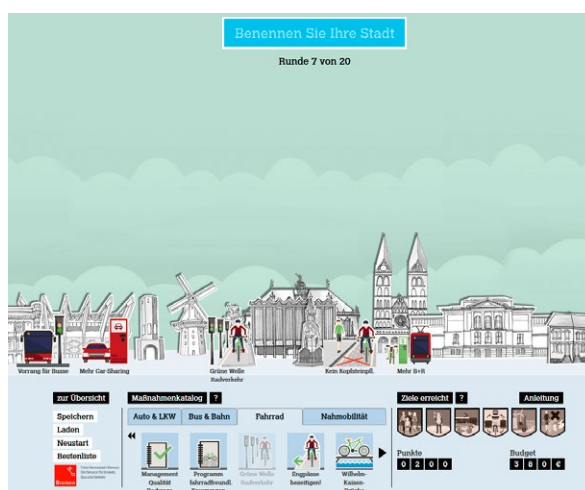 Benennen Sie Ihre Stadt
Runde 7 von 20
Vorrang für Busse
Mehr Car-Sharing
Grüne Welle
Radverkehr
Kein Kopfsteinpfl.
Mehr B+R
zur Übersicht
Maßnahmenkatalog ?
Ziele erreicht ?
Anleitung
Speichern
Laden
Neustart
Bestenliste
Auto & LKW
Bus & Bahn
Fahrrad
Nahmobilität
Management
Qualität
Programm
fahrradfreundl.
Grüne Welle
Radverkehr
Engpässe
beseitigen!
Wilhelm-
Kaisen-
Punkte
0 2 0 0
Budget
3 8 0 €